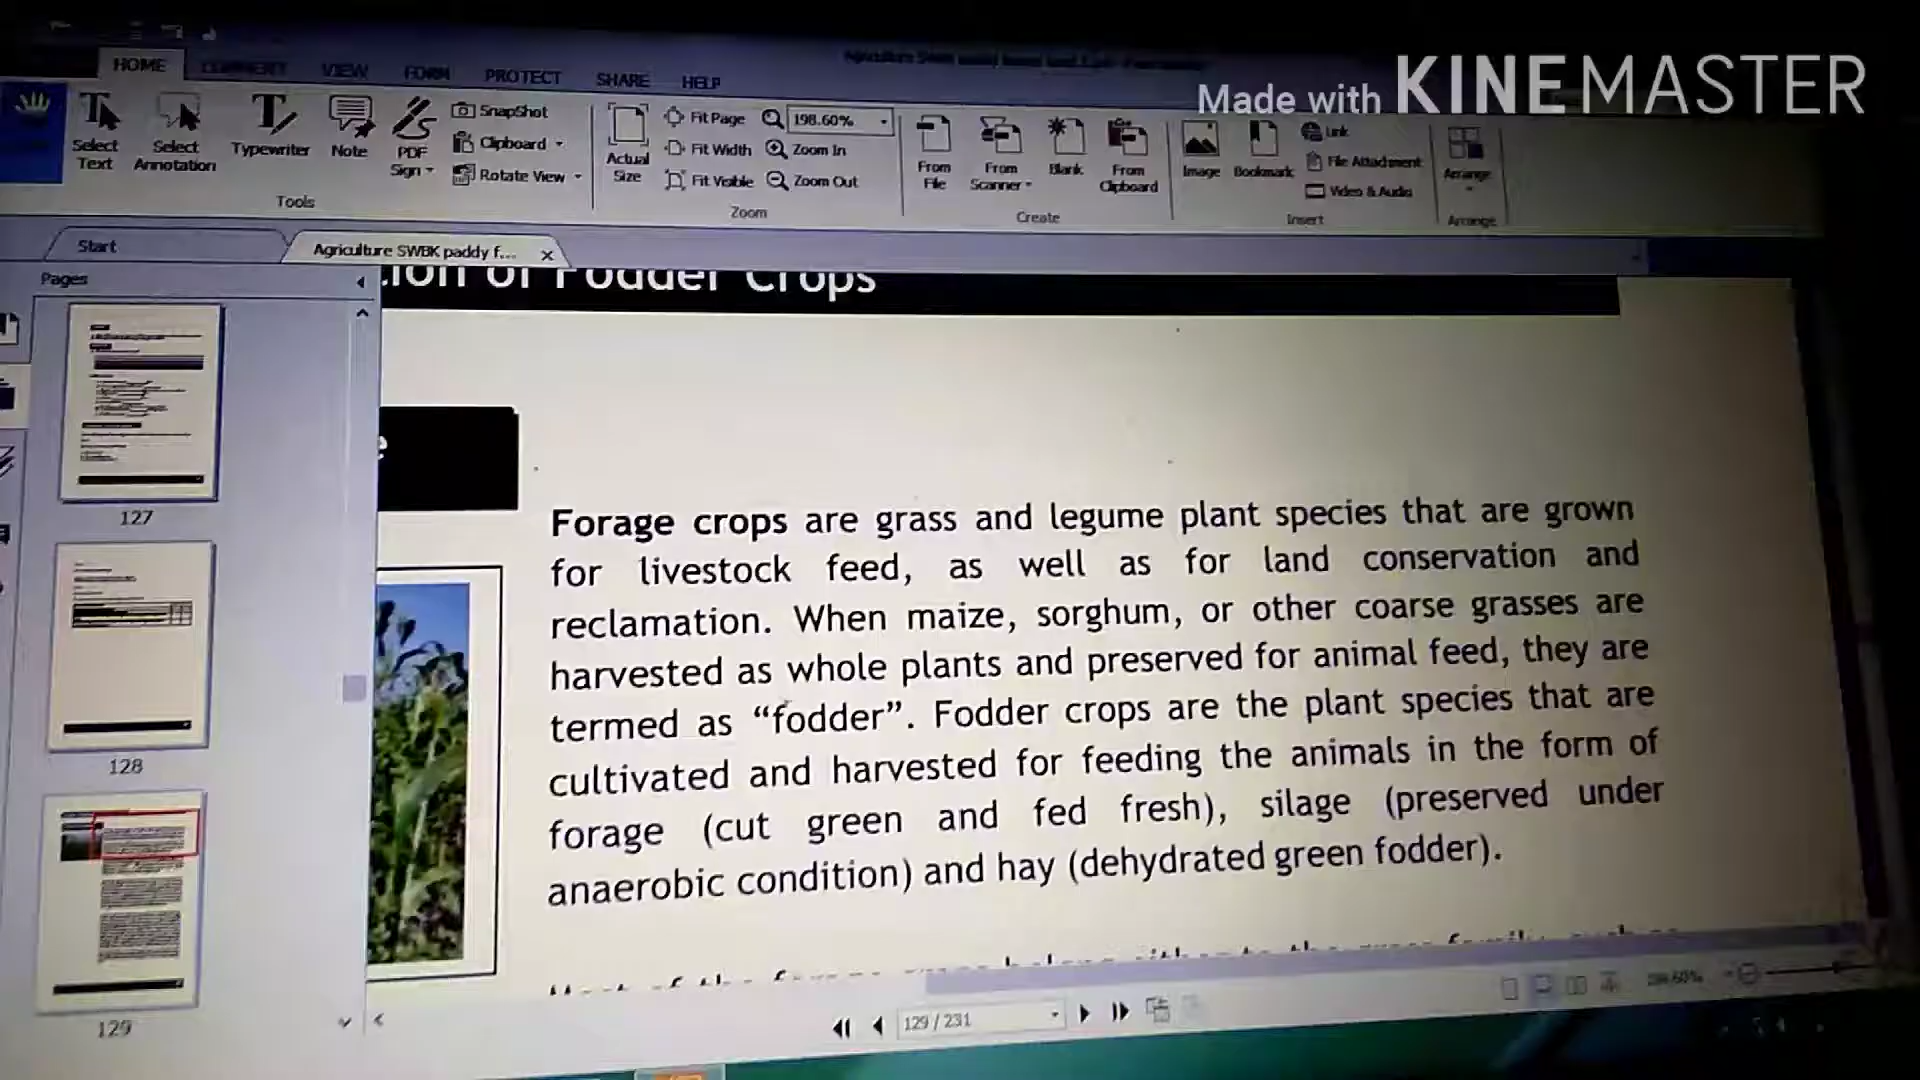 Made with KINEMASTER
HOME COMMENT VIEW FORM PROTECT SHARE HELP
Select Text
Select Annotation
Typewriter
Note
PDF Sign
SnapShot
Clipboard
Rotate View
Tools
Actual Size
Fit Page
Fit Width
Fit Visible
198.60%
Zoom In
Zoom Out
Zoom
From File
From Scanner
Blank
From Clipboard
Create
Image
Bookmark
Link
File Attachment
Video & Audio
Insert
Arrange
Arrange
Start
Agriculture SWBK paddy f...
Pages
127
128
129
of Fodder Crops
Forage crops are grass and legume plant species that are grown
for livestock feed, as well as for land conservation and
reclamation. When maize, sorghum, or other coarse grasses are
harvested as whole plants and preserved for animal feed, they are
termed as “fodder”. Fodder crops are the plant species that are
cultivated and harvested for feeding the animals in the form of
forage (cut green and fed fresh), silage (preserved under
anaerobic condition) and hay (dehydrated green fodder).
129 / 231
198.60%